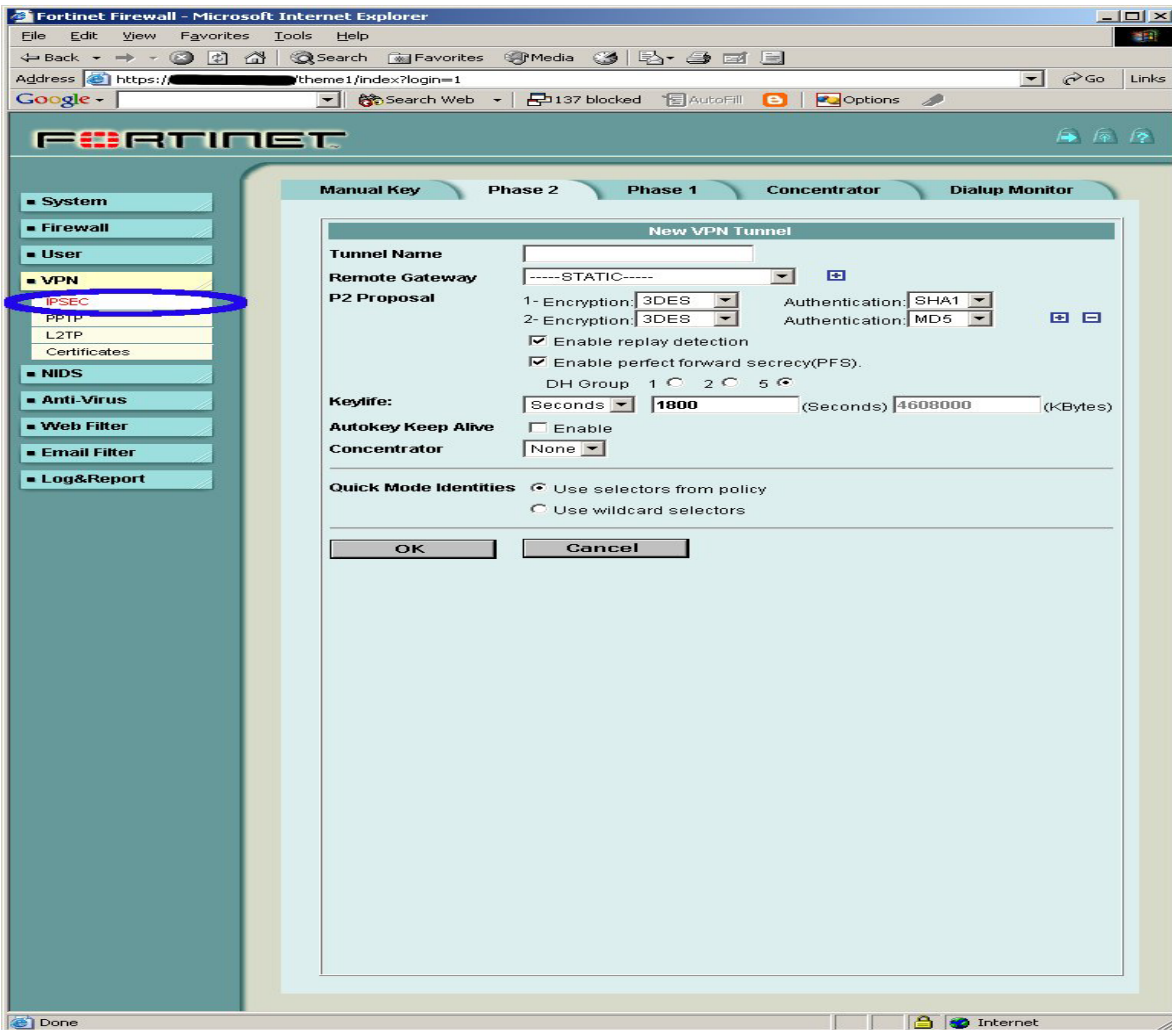 Fortinet Firewall - Microsoft Internet Explorer
File Edit View Favorites Tools Help
Back Search Favorites Media
Address https:// /theme1/index?login=1 Go Links
Google Search Web 137 blocked AutoFill Options
FORTINET
Manual Key Phase 2 Phase 1 Concentrator Dialup Monitor
System
Firewall
User
VPN
IPSEC
PPTP
L2TP
Certificates
NIDS
Anti-Virus
Web Filter
Email Filter
Log&Report
New VPN Tunnel
Tunnel Name
Remote Gateway -----STATIC-----
P2 Proposal 1- Encryption: 3DES Authentication: SHA1
2- Encryption: 3DES Authentication: MD5
Enable replay detection
Enable perfect forward secrecy(PFS).
DH Group 1 2 5
Keylife: Seconds 1800 (Seconds) 4608000 (KBytes)
Autokey Keep Alive Enable
Concentrator None
Quick Mode Identities Use selectors from policy
Use wildcard selectors
OK Cancel
Done Internet